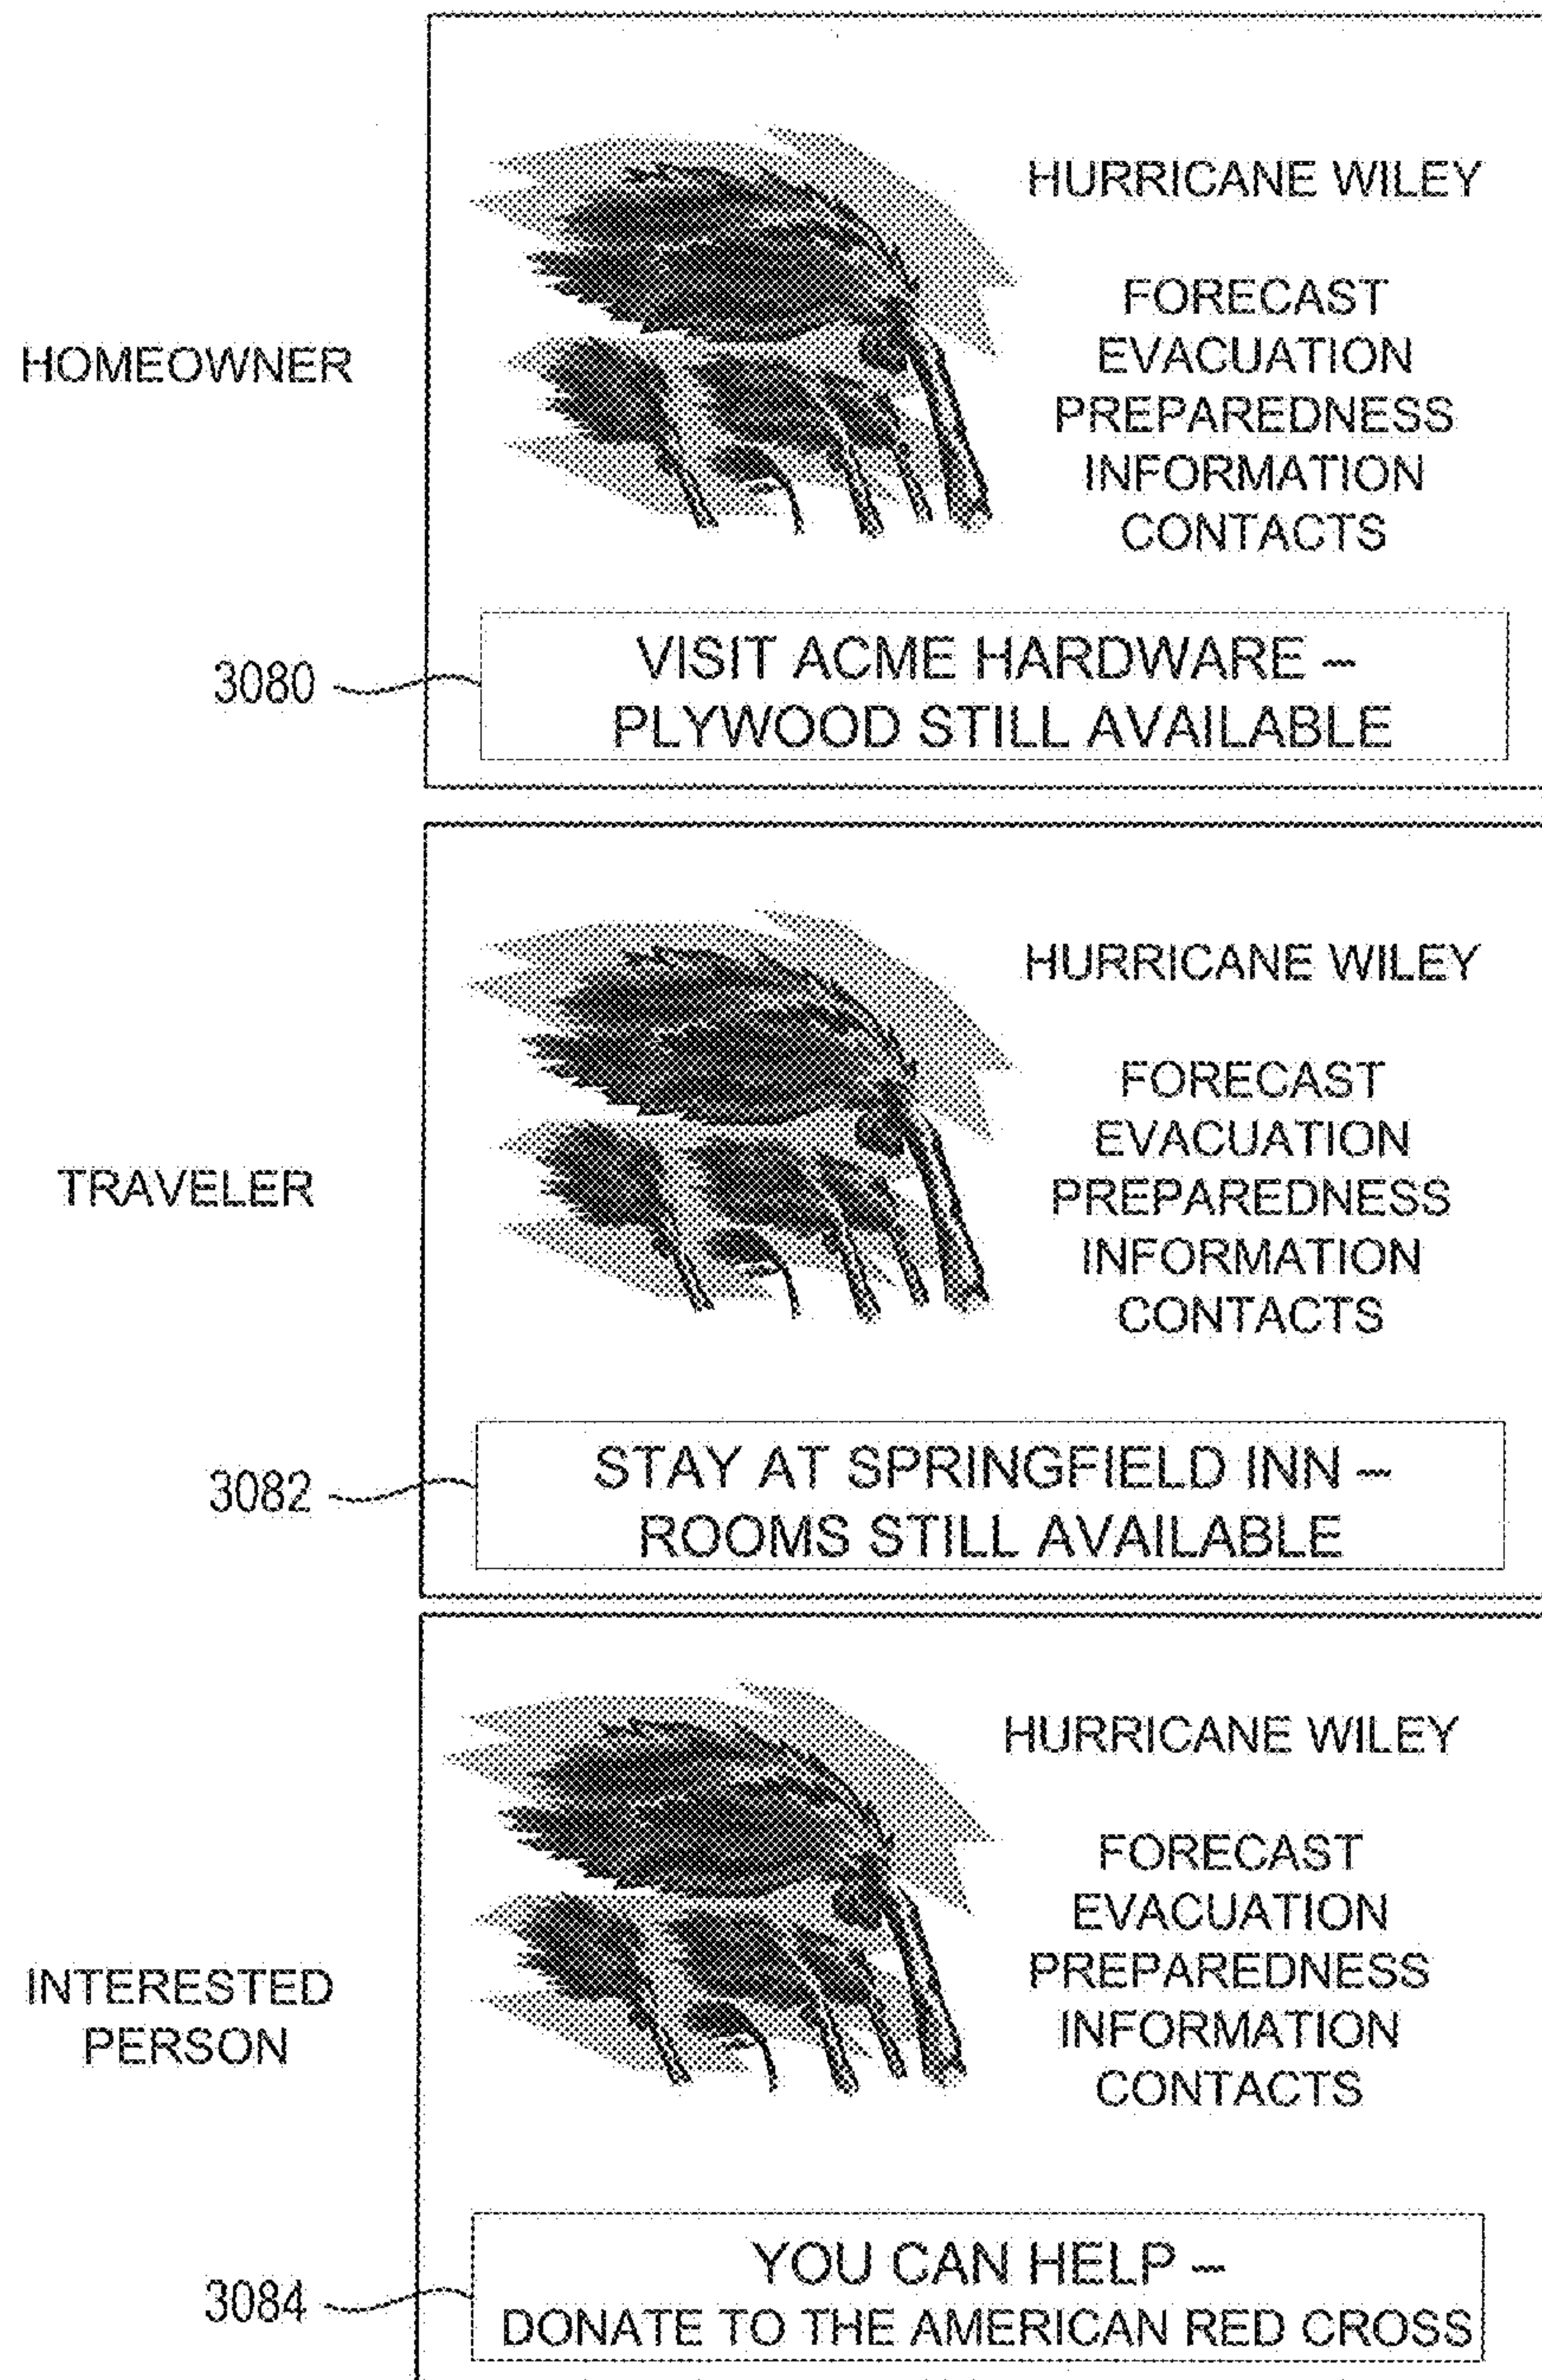 HOMEOWNER
HURRICANE WILEY
FORECAST
EVACUATION
PREPAREDNESS
INFORMATION
CONTACTS
3080
VISIT ACME HARDWARE –
PLYWOOD STILL AVAILABLE
TRAVELER
HURRICANE WILEY
FORECAST
EVACUATION
PREPAREDNESS
INFORMATION
CONTACTS
3082
STAY AT SPRINGFIELD INN –
ROOMS STILL AVAILABLE
INTERESTED
PERSON
HURRICANE WILEY
FORECAST
EVACUATION
PREPAREDNESS
INFORMATION
CONTACTS
3084
YOU CAN HELP –
DONATE TO THE AMERICAN RED CROSS